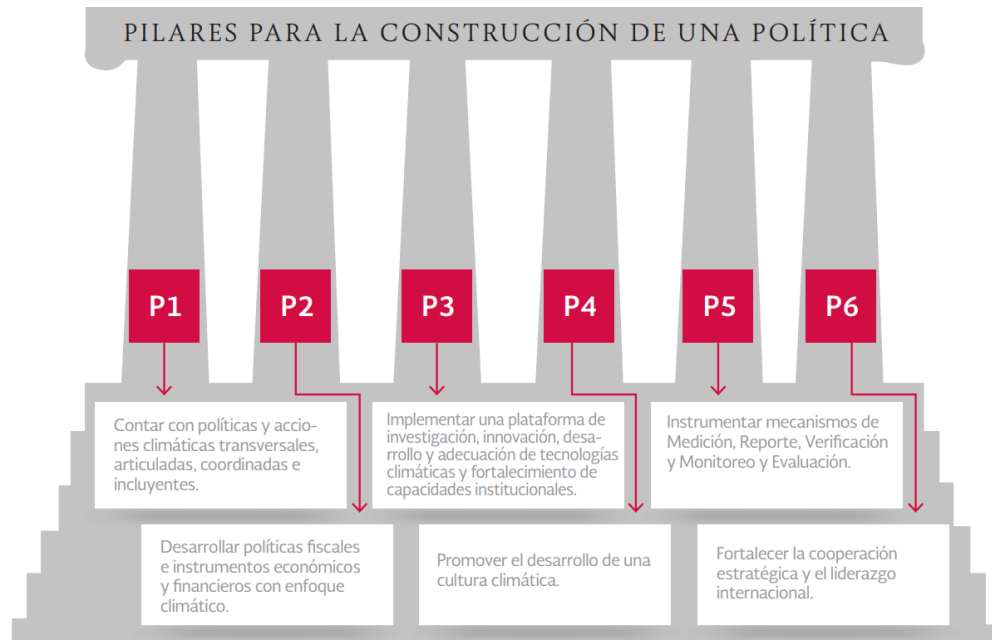 PILARES PARA LA CONSTRUCCIÓN DE UNA POLÍTICA
P1
P2
P3
P4
P5
P6
Contar con políticas y accio-
nes climáticas transversales,
articuladas, coordinadas e
incluyentes.
Implementar una plataforma de
investigación, innovación, desa-
rrollo y adecuación de tecnologías
climáticas y fortalecimiento de
capacidades institucionales.
Instrumentar mecanismos de
Medición, Reporte, Verificación
y Monitoreo y Evaluación.
Desarrollar políticas fiscales
e instrumentos económicos
y financieros con enfoque
climático.
Promover el desarrollo de una
cultura climática.
Fortalecer la cooperación
estratégica y el liderazgo
internacional.